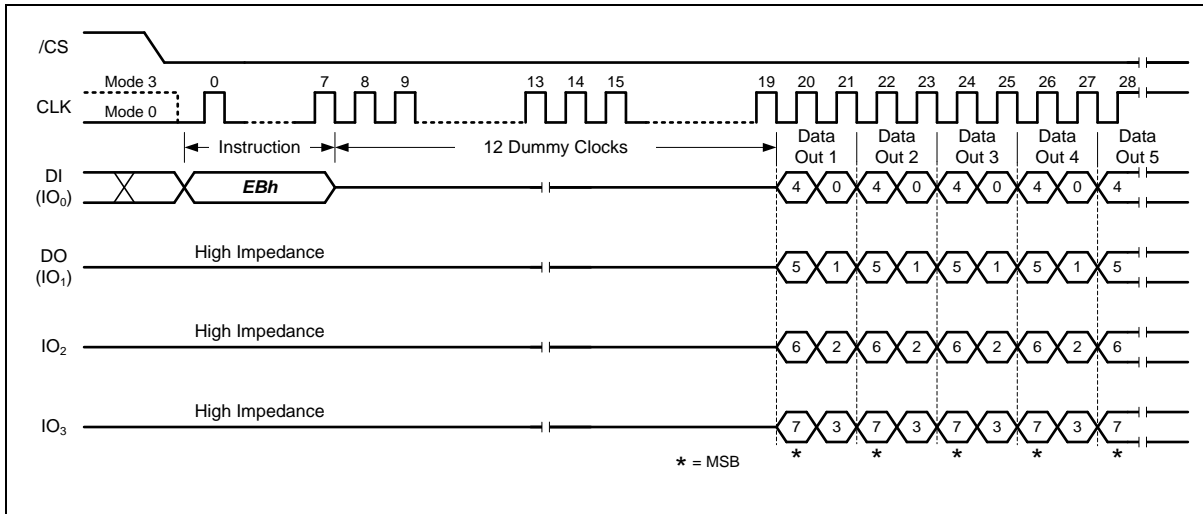 /CS
Mode 3 0 7 8 9 13 14 15 19 20 21 22 23 24 25 26 27 28
CLK
Mode 0
Instruction 12 Dummy Clocks Data Out 1 Data Out 2 Data Out 3 Data Out 4 Data Out 5
DI
(IO₀)
EBh 4 0 4 0 4 0 4 0 4
High Impedance
DO
(IO₁)
5 1 5 1 5 1 5 1 5
High Impedance
IO₂ 6 2 6 2 6 2 6 2 6
High Impedance
IO₃ 7 3 7 3 7 3 7 3 7
* = MSB * * * * *